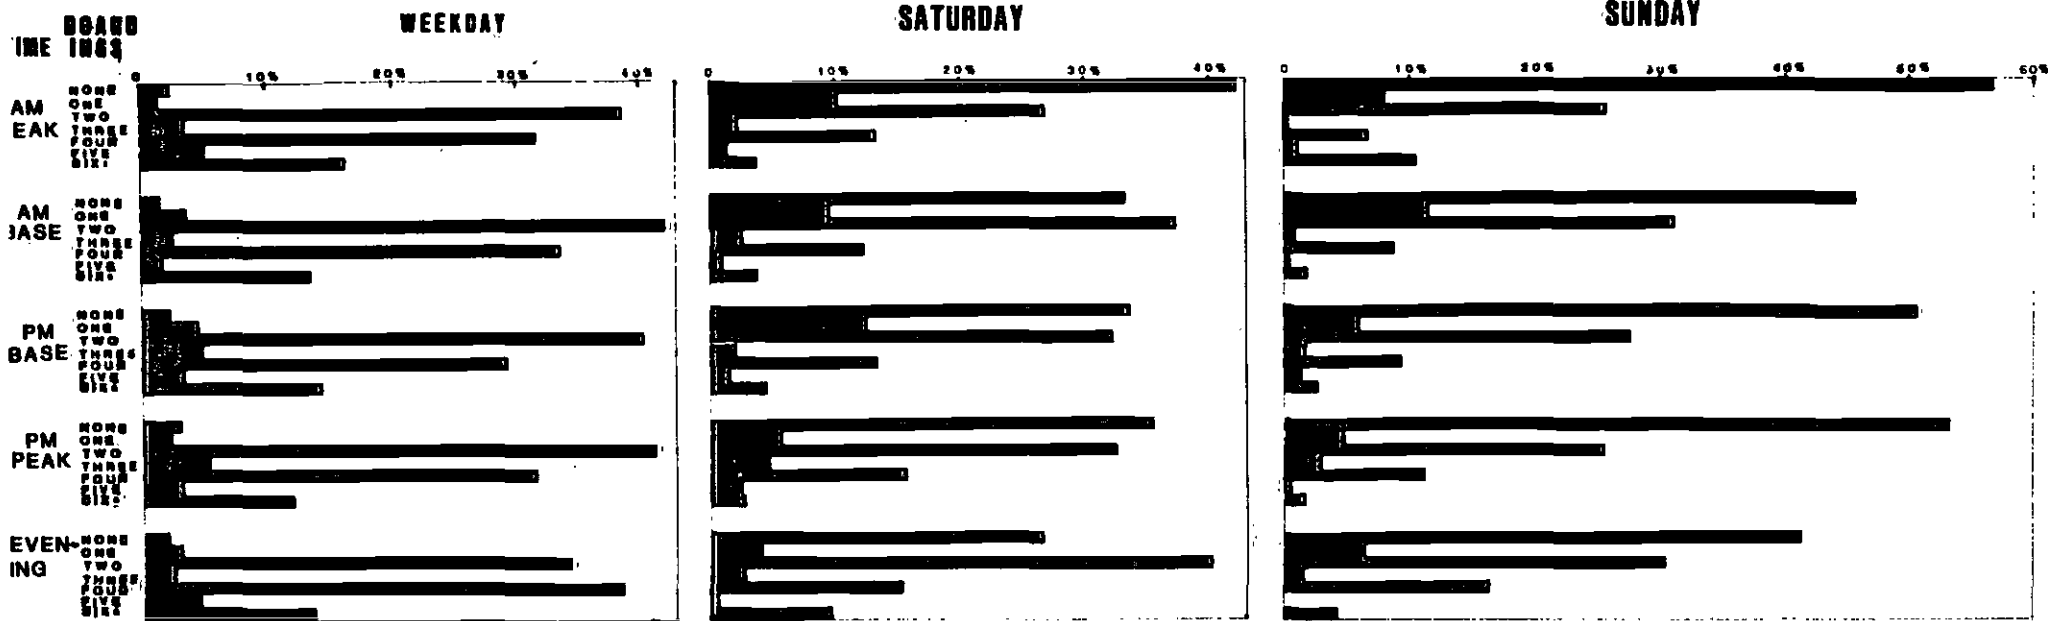 WEEKDAY SATURDAY SUNDAY
BOARD
IME INGS
0 10% 20% 30% 40% 0 10% 20% 30% 40% 0 10% 20% 30% 40% 50% 60%
AM
EAK
NONE
ONE
TWO
THREE
FOUR
FIVE
SIX+
AM
BASE
NONE
ONE
TWO
THREE
FOUR
FIVE
SIX+
PM
BASE
NONE
ONE
TWO
THREE
FOUR
FIVE
SIX+
PM
PEAK
NONE
ONE
TWO
THREE
FOUR
FIVE
SIX+
EVEN-
ING
NONE
ONE
TWO
THREE
FOUR
FIVE
SIX+